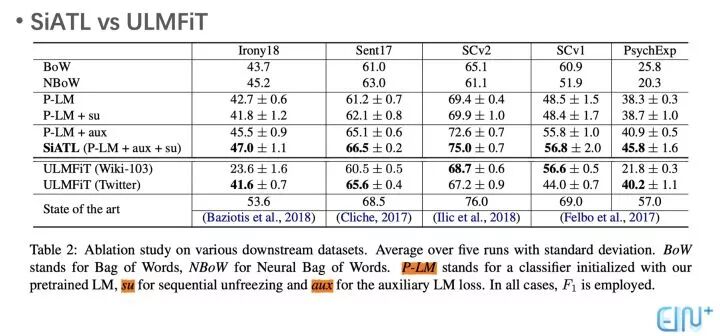 • SiATL vs ULMFiT
Irony18 Sent17 SCv2 SCv1 PsychExp
BoW 43.7 61.0 65.1 60.9 25.8
NBoW 45.2 63.0 61.1 51.9 20.3
P-LM 42.7 ± 0.6 61.2 ± 0.7 69.4 ± 0.4 48.5 ± 1.5 38.3 ± 0.3
P-LM + su 41.8 ± 1.2 62.1 ± 0.8 69.9 ± 1.0 48.4 ± 1.7 38.7 ± 1.0
P-LM + aux 45.5 ± 0.9 65.1 ± 0.6 72.6 ± 0.7 55.8 ± 1.0 40.9 ± 0.5
SiATL (P-LM + aux + su) 47.0 ± 1.1 66.5 ± 0.2 75.0 ± 0.7 56.8 ± 2.0 45.8 ± 1.6
ULMFiT (Wiki-103) 23.6 ± 1.6 60.5 ± 0.5 68.7 ± 0.6 56.6 ± 0.5 21.8 ± 0.3
ULMFiT (Twitter) 41.6 ± 0.7 65.6 ± 0.4 67.2 ± 0.9 44.0 ± 0.7 40.2 ± 1.1
State of the art 53.6 68.5 76.0 69.0 57.0
(Baziotis et al., 2018) (Cliche, 2017) (Ilic et al., 2018) (Felbo et al., 2017)
Table 2: Ablation study on various downstream datasets. Average over five runs with standard deviation. BoW
stands for Bag of Words, NBoW for Neural Bag of Words. P-LM stands for a classifier initialized with our
pretrained LM, su for sequential unfreezing and aux for the auxiliary LM loss. In all cases, F1 is employed.